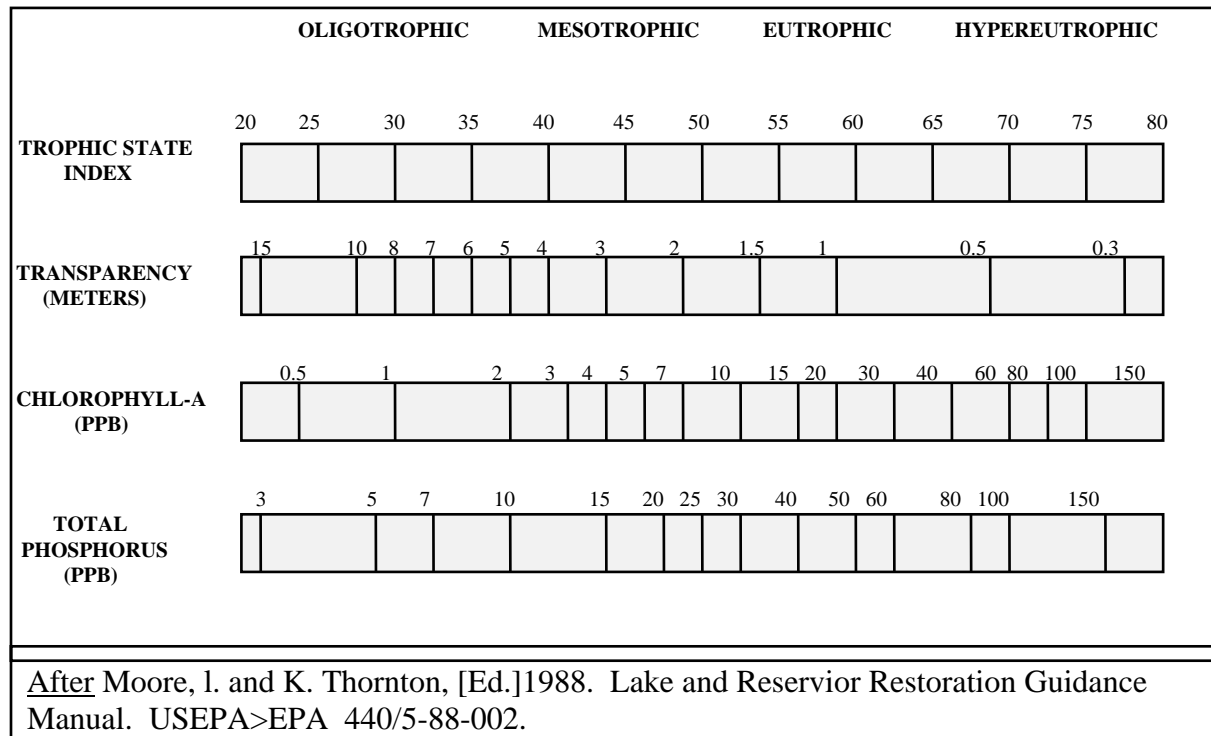 OLIGOTROPHIC MESOTROPHIC EUTROPHIC HYPEREUTROPHIC
20 25 30 35 40 45 50 55 60 65 70 75 80
TROPHIC STATE
INDEX
15 10 8 7 6 5 4 3 2 1.5 1 0.5 0.3
TRANSPARENCY
(METERS)
0.5 1 2 3 4 5 7 10 15 20 30 40 60 80 100 150
CHLOROPHYLL-A
(PPB)
3 5 7 10 15 20 25 30 40 50 60 80 100 150
TOTAL
PHOSPHORUS
(PPB)
After Moore, l. and K. Thornton, [Ed.]1988. Lake and Reservior Restoration Guidance
Manual. USEPA>EPA 440/5-88-002.